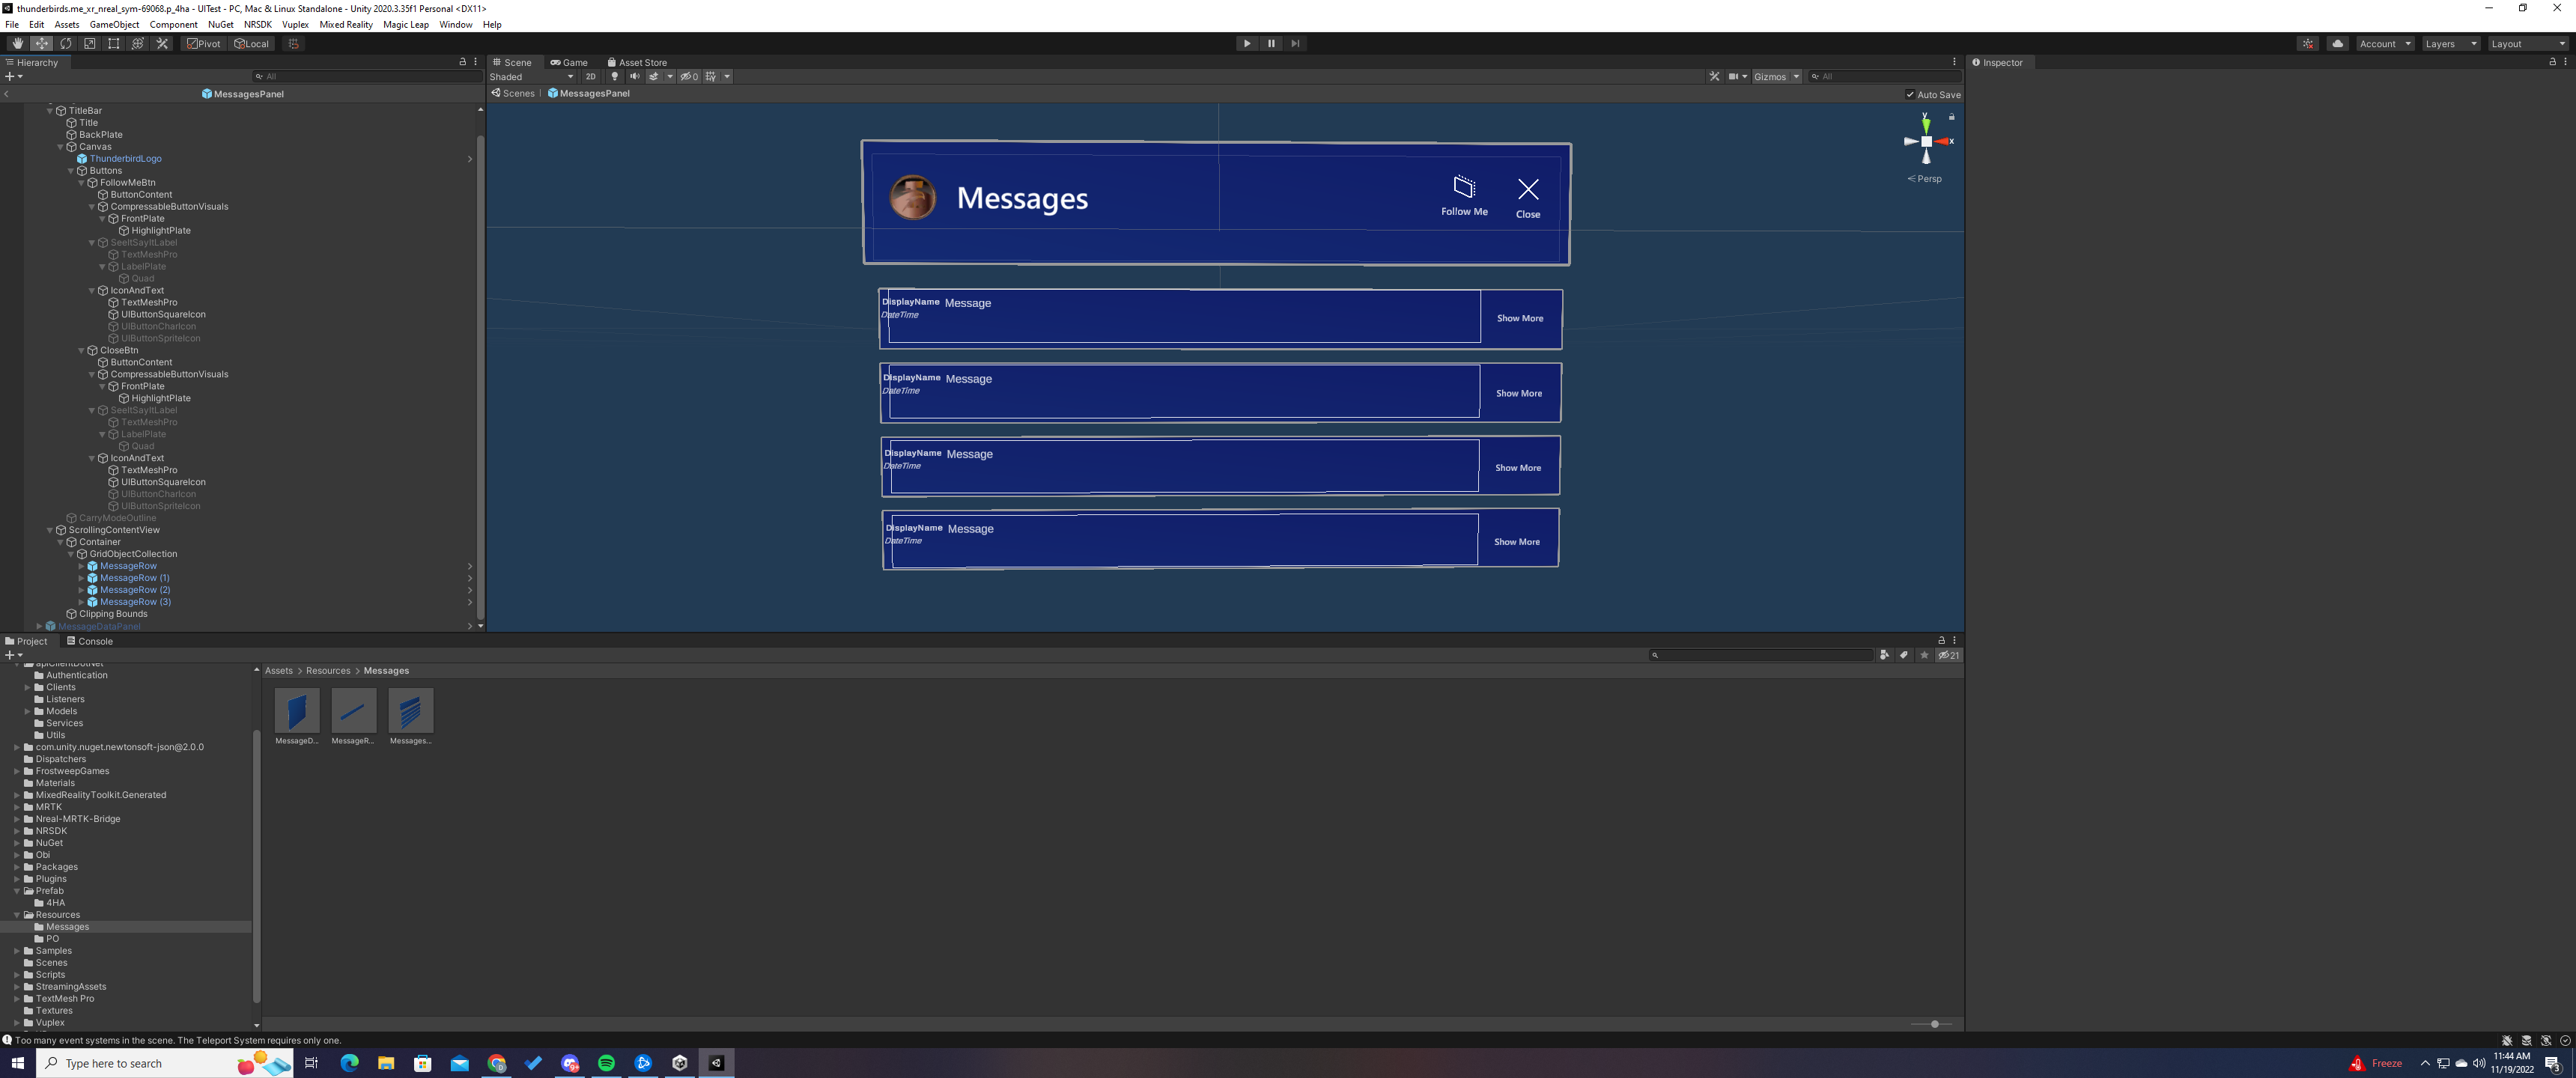 thunderbirds.me_xr_nreal_sym-69068.p_4ha - UITest - PC, Mac & Linux Standalone - Unity 2020.3.35f1 Personal <DX11>
File Edit Assets GameObject Component NuGet NRSDK Vuplex Mixed Reality Magic Leap Window Help
Pivot Local Account Layers Layout
Hierarchy
All
MessagesPanel
TitleBar
Title
BackPlate
Canvas
ThunderbirdLogo
Buttons
FollowMeBtn
ButtonContent
CompressableButtonVisuals
FrontPlate
HighlightPlate
SeeItSayItLabel
TextMeshPro
LabelPlate
Quad
IconAndText
TextMeshPro
UIButtonSquareIcon
UIButtonCharIcon
UIButtonSpriteIcon
CloseBtn
ButtonContent
CompressableButtonVisuals
FrontPlate
HighlightPlate
SeeItSayItLabel
TextMeshPro
LabelPlate
Quad
IconAndText
TextMeshPro
UIButtonSquareIcon
UIButtonCharIcon
UIButtonSpriteIcon
CarryModeOutline
ScrollingContentView
Container
GridObjectCollection
MessageRow
MessageRow (1)
MessageRow (2)
MessageRow (3)
Clipping Bounds
MessageDataPanel
Scene Game Asset Store
Shaded 2D 0 Gizmos All
Scenes | MessagesPanel Auto Save
y
x
Persp
Messages
Follow Me
Close
DisplayName Message
DateTime
Show More
DisplayName Message
DateTime
Show More
DisplayName Message
DateTime
Show More
DisplayName Message
DateTime
Show More
Inspector
Project Console
21
apiClientDotNet
Authentication
Clients
Listeners
Models
Services
Utils
com.unity.nuget.newtonsoft-json@2.0.0
Dispatchers
FrostweepGames
Materials
MixedRealityToolkit.Generated
MRTK
Nreal-MRTK-Bridge
NRSDK
NuGet
Obi
Packages
Plugins
Prefab
4HA
Resources
Messages
PO
Samples
Scenes
Scripts
StreamingAssets
TextMesh Pro
Textures
Vuplex
Assets > Resources > Messages
MessageD... MessageR... Messages...
Too many event systems in the scene. The Teleport System requires only one.
Type here to search
Freeze
11:44 AM
11/19/2022